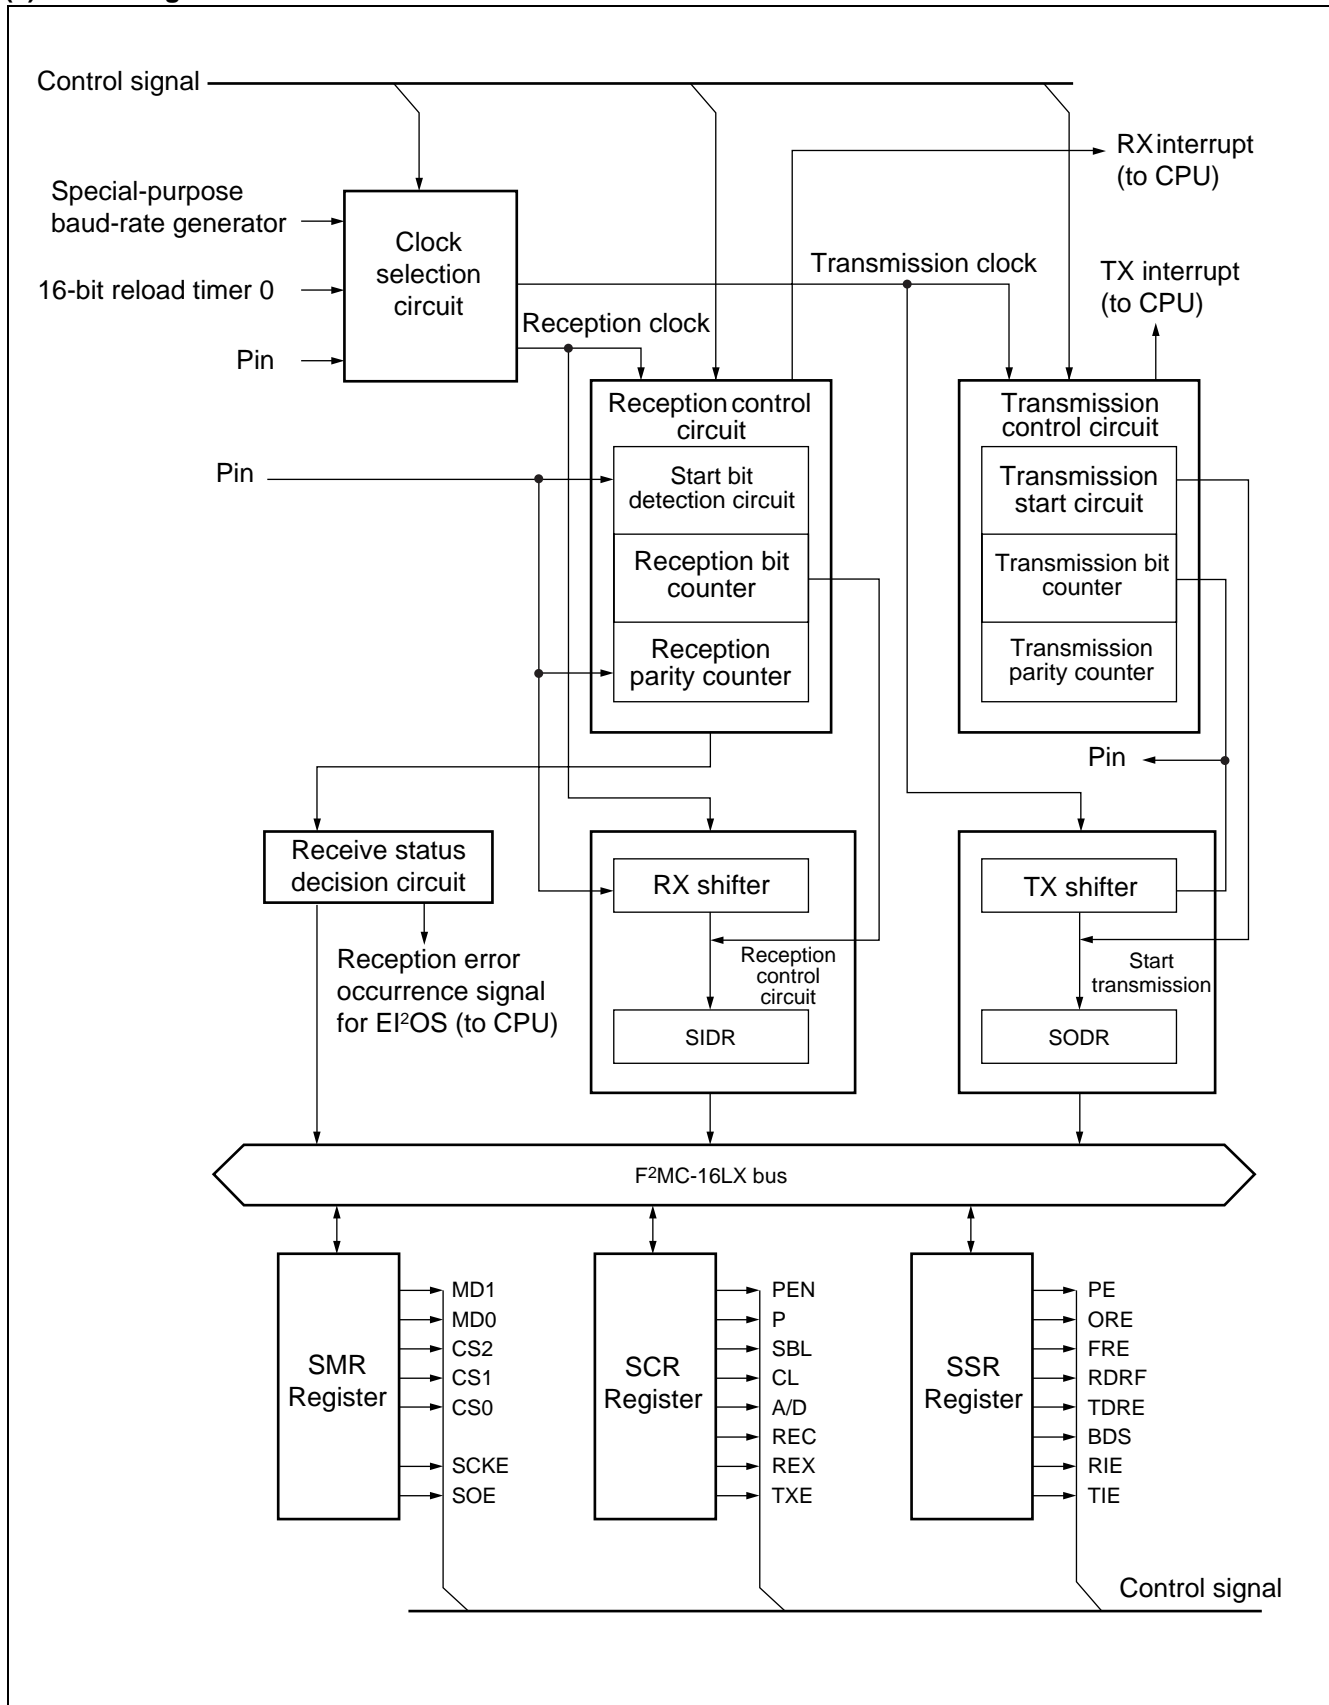 Control signal
RX interrupt
(to CPU)
Special-purpose
baud-rate generator
Clock
selection
circuit
Transmission clock
TX interrupt
(to CPU)
16-bit reload timer 0
Reception clock
Pin
Reception control
circuit
Transmission
control circuit
Pin
Start bit
detection circuit
Transmission
start circuit
Reception bit
counter
Transmission bit
counter
Reception
parity counter
Transmission
parity counter
Pin
Receive status
decision circuit
RX shifter
TX shifter
Reception error
occurrence signal
for EI²OS (to CPU)
Reception
control
circuit
Start
transmission
SIDR
SODR
F²MC-16LX bus
SMR
Register
MD1
MD0
CS2
CS1
CS0
SCKE
SOE
SCR
Register
PEN
P
SBL
CL
A/D
REC
REX
TXE
SSR
Register
PE
ORE
FRE
RDRF
TDRE
BDS
RIE
TIE
Control signal